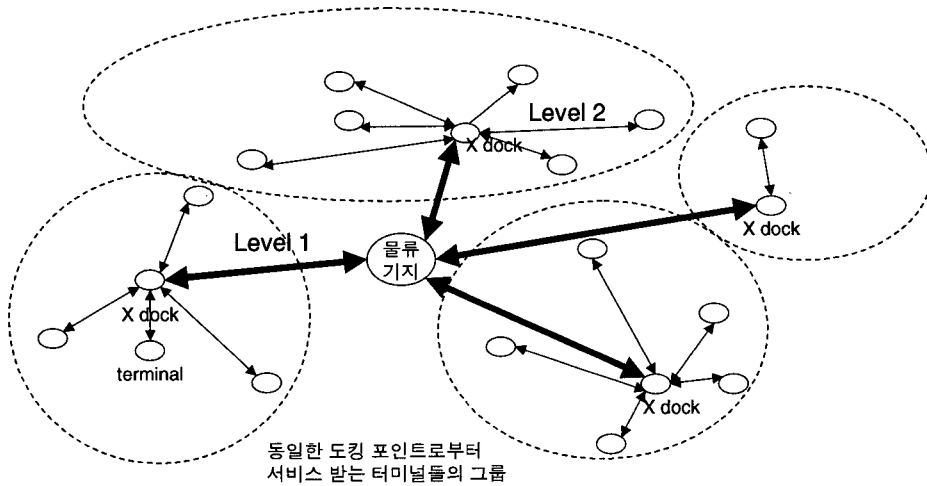 Level 2
X dock
X dock
Level 1
물류
기지
X dock
terminal
X dock
동일한 도킹 포인트로부터
서비스 받는 터미널들의 그룹